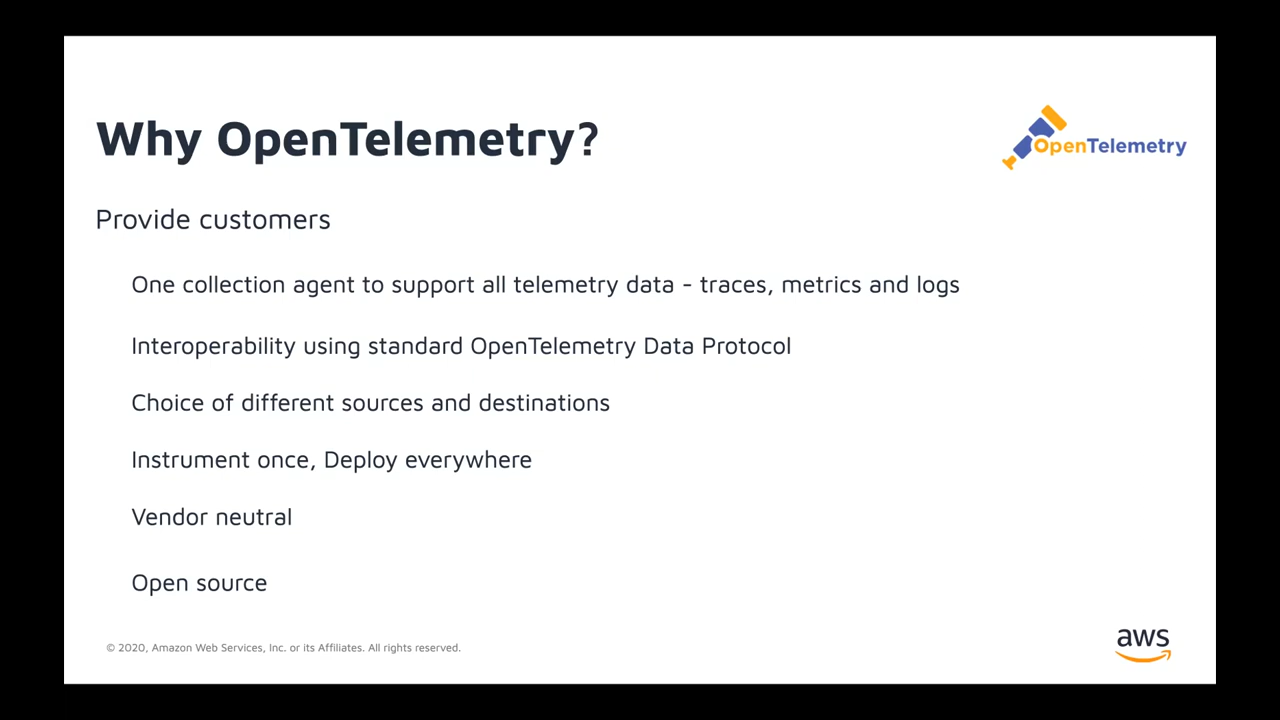 Why OpenTelemetry?
OpenTelemetry
Provide customers
One collection agent to support all telemetry data - traces, metrics and logs
Interoperability using standard OpenTelemetry Data Protocol
Choice of different sources and destinations
Instrument once, Deploy everywhere
Vendor neutral
Open source
© 2020, Amazon Web Services, Inc. or its Affiliates. All rights reserved.
aws